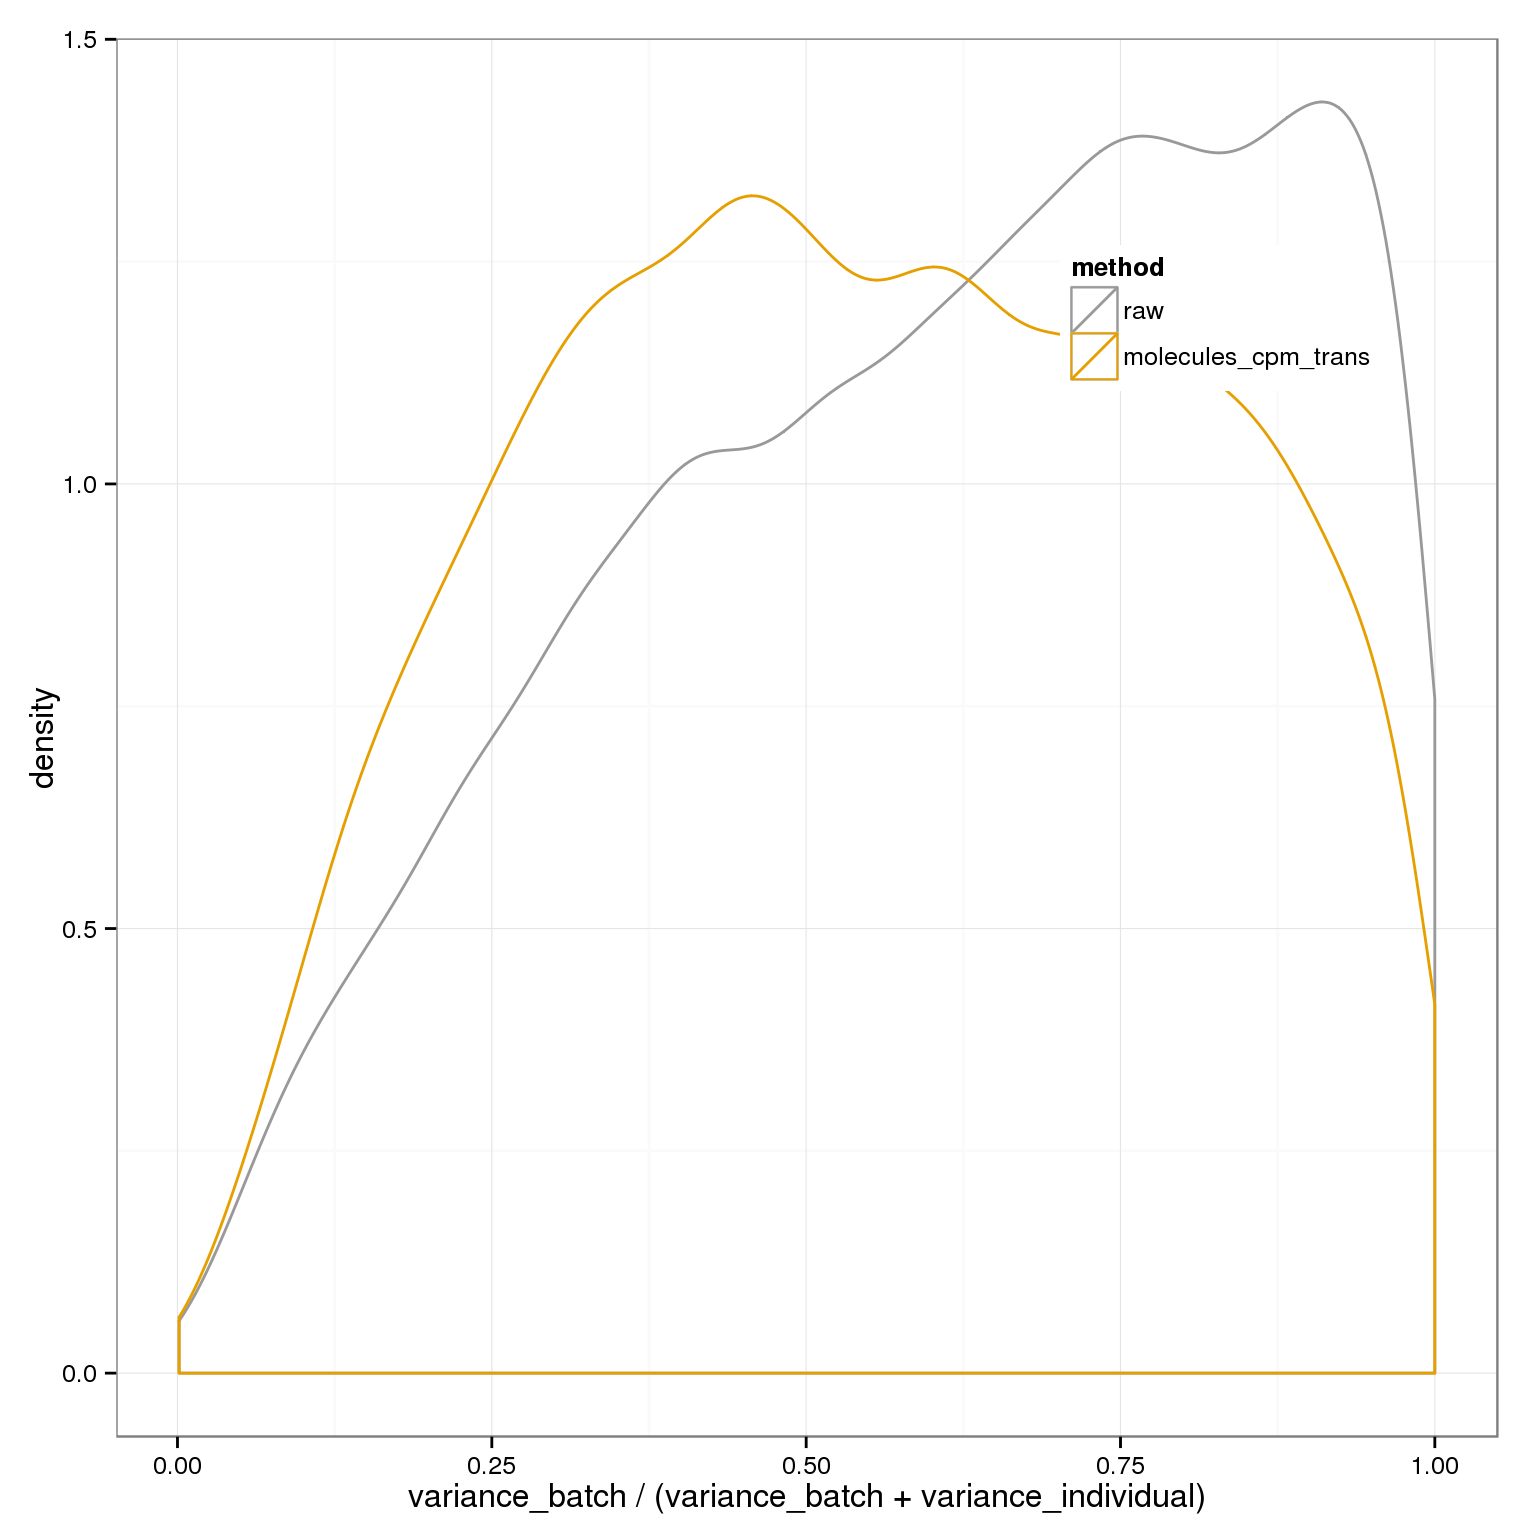 1.5
1.0
0.5
0.0
density
method
raw
molecules_cpm_trans
0.00 0.25 0.50 0.75 1.00
variance_batch / (variance_batch + variance_individual)